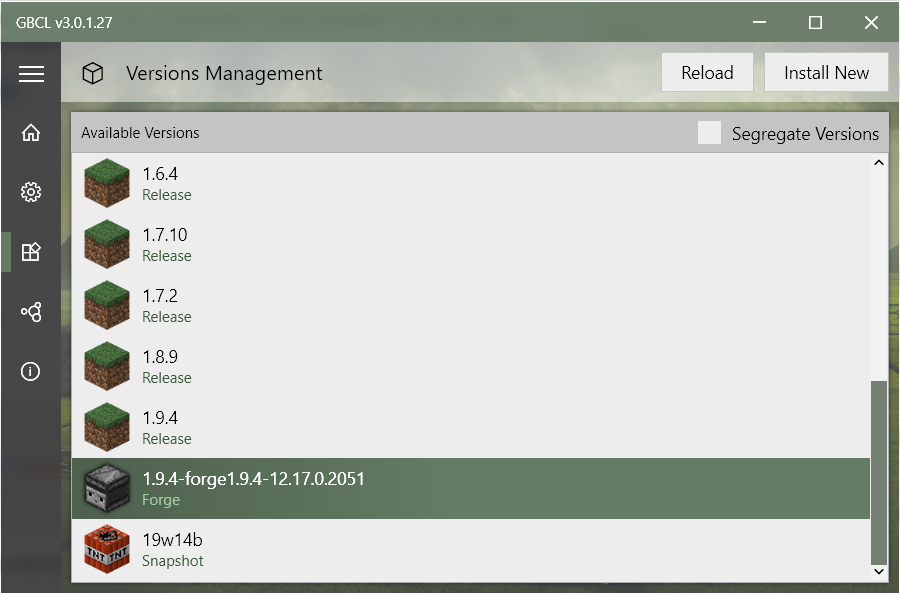 GBCL v3.0.1.27
Versions Management
Reload
Install New
Available Versions
Segregate Versions
1.6.4
Release
1.7.10
Release
1.7.2
Release
1.8.9
Release
1.9.4
Release
1.9.4-forge1.9.4-12.17.0.2051
Forge
TNT TNT
19w14b
Snapshot